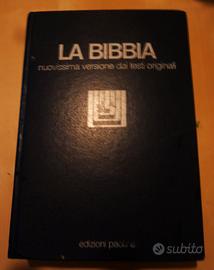 LA BIBBIA
nuovissima versione dai testi originali
edizioni paoline
subito